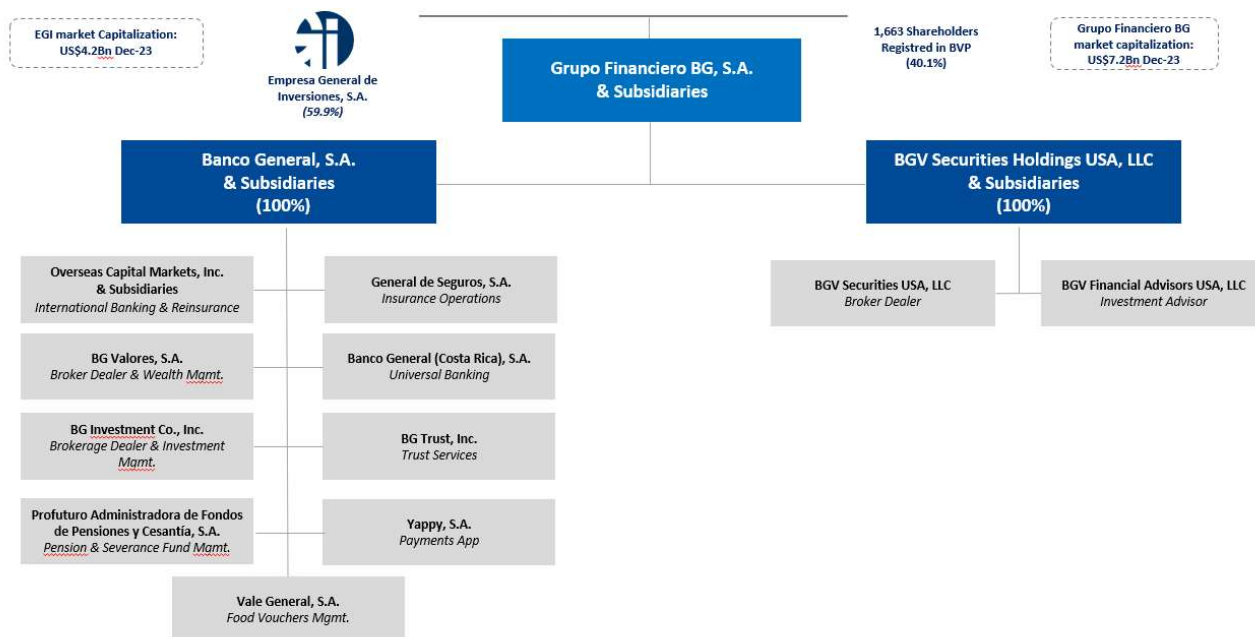 EGI market Capitalization:
US$4.2Bn Dec-23
Empresa General de
Inversiones, S.A.
(59.9%)
Grupo Financiero BG, S.A.
& Subsidiaries
1,663 Shareholders
Registred in BVP
(40.1%)
Grupo Financiero BG
market capitalization:
US$7.2Bn Dec-23
Banco General, S.A.
& Subsidiaries
(100%)
BGV Securities Holdings USA, LLC
& Subsidiaries
(100%)
Overseas Capital Markets, Inc.
& Subsidiaries
International Banking & Reinsurance
General de Seguros, S.A.
Insurance Operations
BGV Securities USA, LLC
Broker Dealer
BGV Financial Advisors USA, LLC
Investment Advisor
BG Valores, S.A.
Broker Dealer & Wealth Mgmt.
Banco General (Costa Rica), S.A.
Universal Banking
BG Investment Co., Inc.
Brokerage Dealer & Investment
Mgmt.
BG Trust, Inc.
Trust Services
Profuturo Administradora de Fondos
de Pensiones y Cesantía, S.A.
Pension & Severance Fund Mgmt.
Yappy, S.A.
Payments App
Vale General, S.A.
Food Vouchers Mgmt.